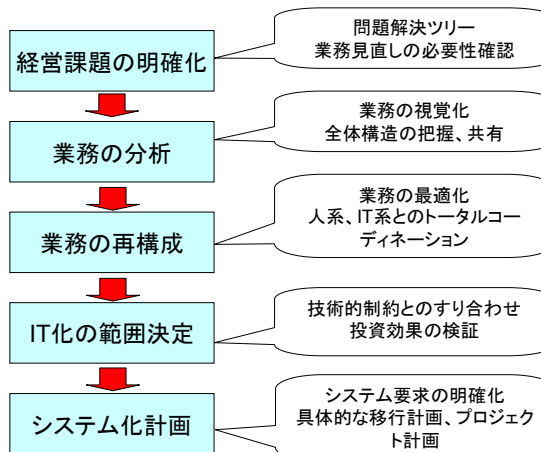 経営課題の明確化
問題解決ツリー
業務見直しの必要性確認
業務の分析
業務の視覚化
全体構造の把握、共有
業務の再構成
業務の最適化
人系、IT系とのトータルコー
ディネーション
IT化の範囲決定
技術的制約とのすり合わせ
投資効果の検証
システム化計画
システム要求の明確化
具体的な移行計画、プロジェク
ト計画